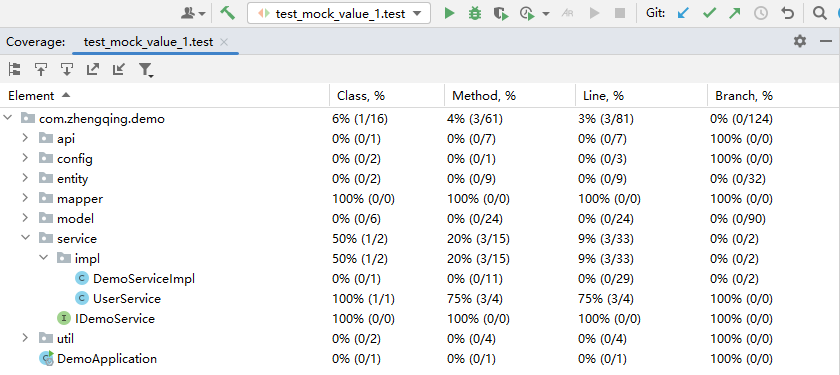 test_mock_value_1.test Git:
Coverage: test_mock_value_1.test
Element Class, % Method, % Line, % Branch, %
com.zhengqing.demo 6% (1/16) 4% (3/61) 3% (3/81) 0% (0/124)
api 0% (0/1) 0% (0/7) 0% (0/7) 100% (0/0)
config 0% (0/2) 0% (0/1) 0% (0/3) 100% (0/0)
entity 0% (0/2) 0% (0/9) 0% (0/9) 0% (0/32)
mapper 100% (0/0) 100% (0/0) 100% (0/0) 100% (0/0)
model 0% (0/6) 0% (0/24) 0% (0/24) 0% (0/90)
service 50% (1/2) 20% (3/15) 9% (3/33) 0% (0/2)
impl 50% (1/2) 20% (3/15) 9% (3/33) 0% (0/2)
C DemoServiceImpl 0% (0/1) 0% (0/11) 0% (0/29) 0% (0/2)
C UserService 100% (1/1) 75% (3/4) 75% (3/4) 100% (0/0)
I IDemoService 100% (0/0) 100% (0/0) 100% (0/0) 100% (0/0)
util 0% (0/2) 0% (0/4) 0% (0/4) 100% (0/0)
C DemoApplication 0% (0/1) 0% (0/1) 0% (0/1) 100% (0/0)